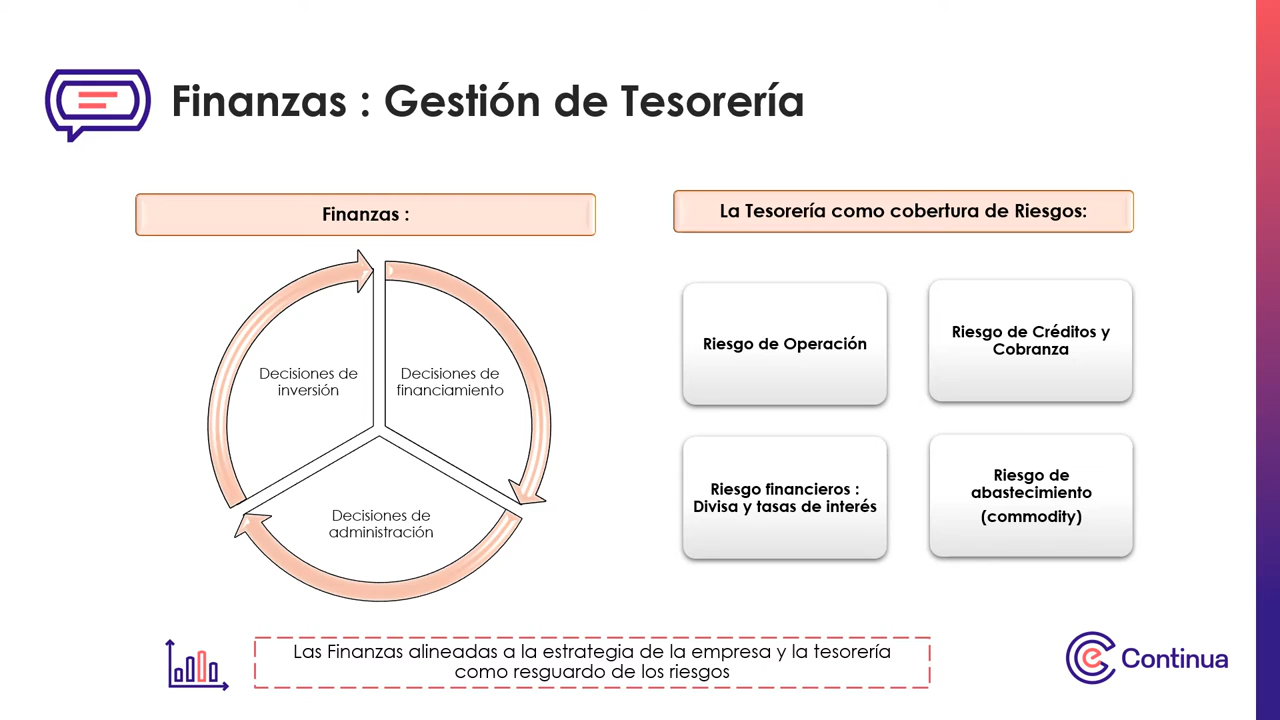 Finanzas : Gestión de Tesorería
Finanzas :
Decisiones de
inversión
Decisiones de
financiamiento
Decisiones de
administración
La Tesorería como cobertura de Riesgos:
Riesgo de Operación
Riesgo de Créditos y
Cobranza
Riesgo financieros :
Divisa y tasas de interés
Riesgo de
abastecimiento
(commodity)
Las Finanzas alineadas a la estrategia de la empresa y la tesorería
como resguardo de los riesgos
Continua